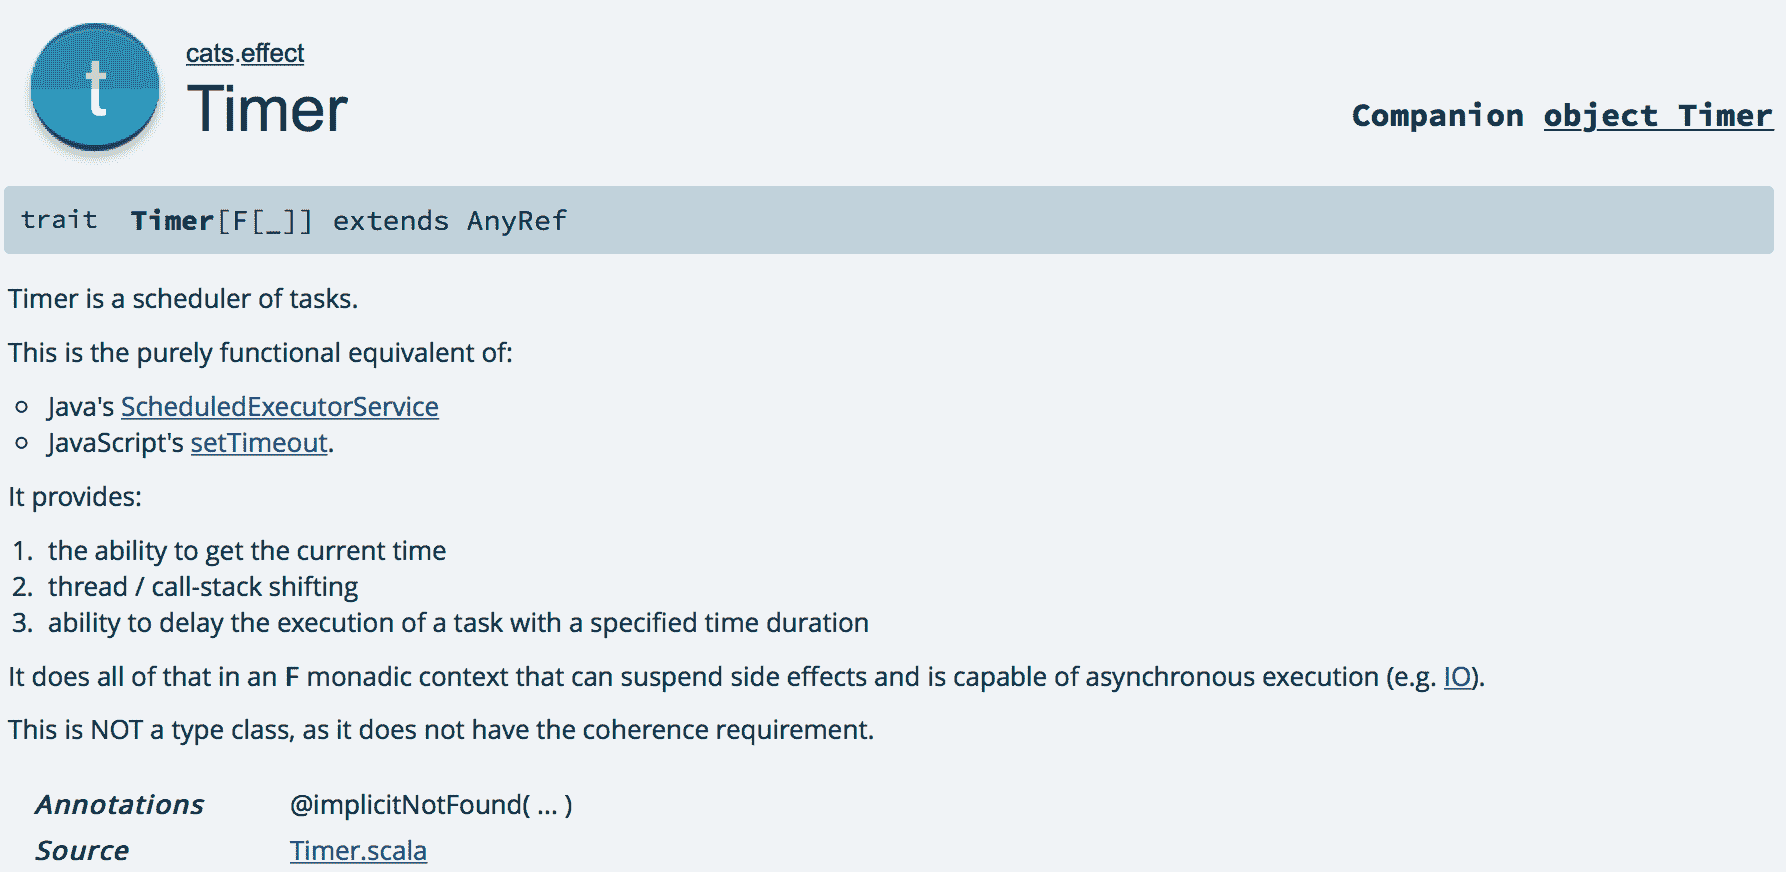 t
cats.effect
Timer
Companion object Timer
trait Timer[F[_]] extends AnyRef
Timer is a scheduler of tasks.
This is the purely functional equivalent of:
Java's ScheduledExecutorService
JavaScript's setTimeout.
It provides:
1. the ability to get the current time
2. thread / call-stack shifting
3. ability to delay the execution of a task with a specified time duration
It does all of that in an F monadic context that can suspend side effects and is capable of asynchronous execution (e.g. IO).
This is NOT a type class, as it does not have the coherence requirement.
Annotations @implicitNotFound( ... )
Source Timer.scala